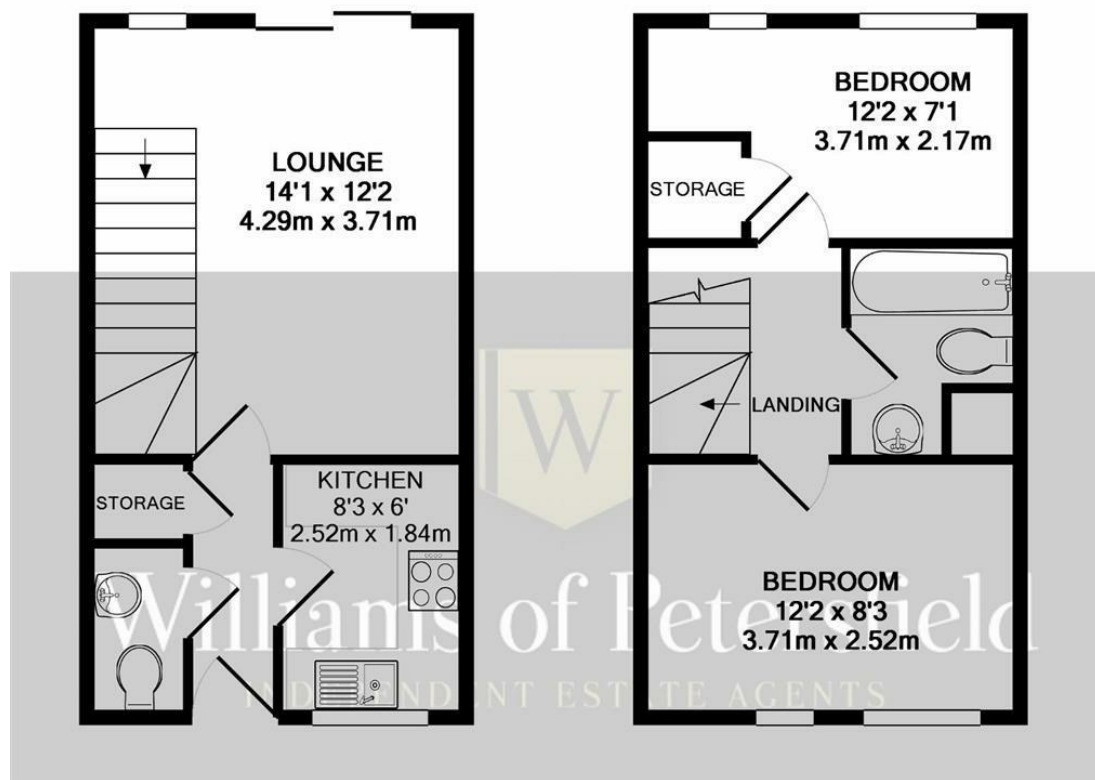 LOUNGE
14'1 x 12'2
4.29m x 3.71m
STORAGE
KITCHEN
8'3 x 6'
2.52m x 1.84m
BEDROOM
12'2 x 7'1
3.71m x 2.17m
STORAGE
LANDING
BEDROOM
12'2 x 8'3
3.71m x 2.52m
W
Williams of Petersfield
INDEPENDENT ESTATE AGENTS